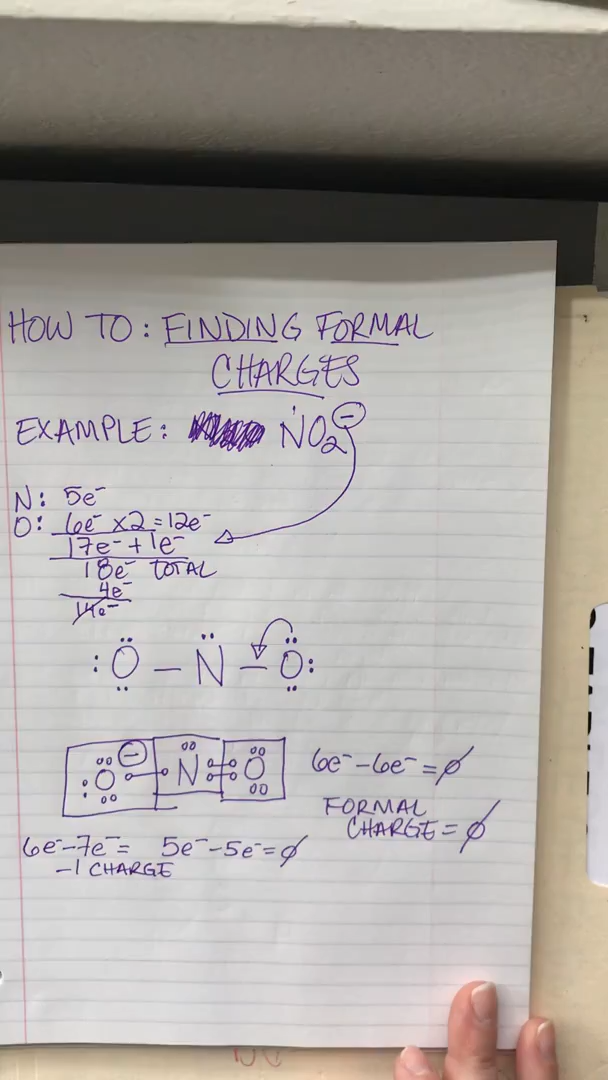 HOW TO: FINDING FORMAL
CHARGES
EXAMPLE: NO2⊖
N: 5e⁻
O: 6e⁻ x2 = 12e⁻
17e⁻ + 1e⁻
18e⁻ TOTAL
4e⁻
14e⁻
:O — N — O:
:O⊖ — N = O
6e⁻ - 6e⁻ = ∅
FORMAL
CHARGE = ∅
6e⁻ - 7e⁻ = 5e⁻ - 5e⁻ = ∅
-1 CHARGE